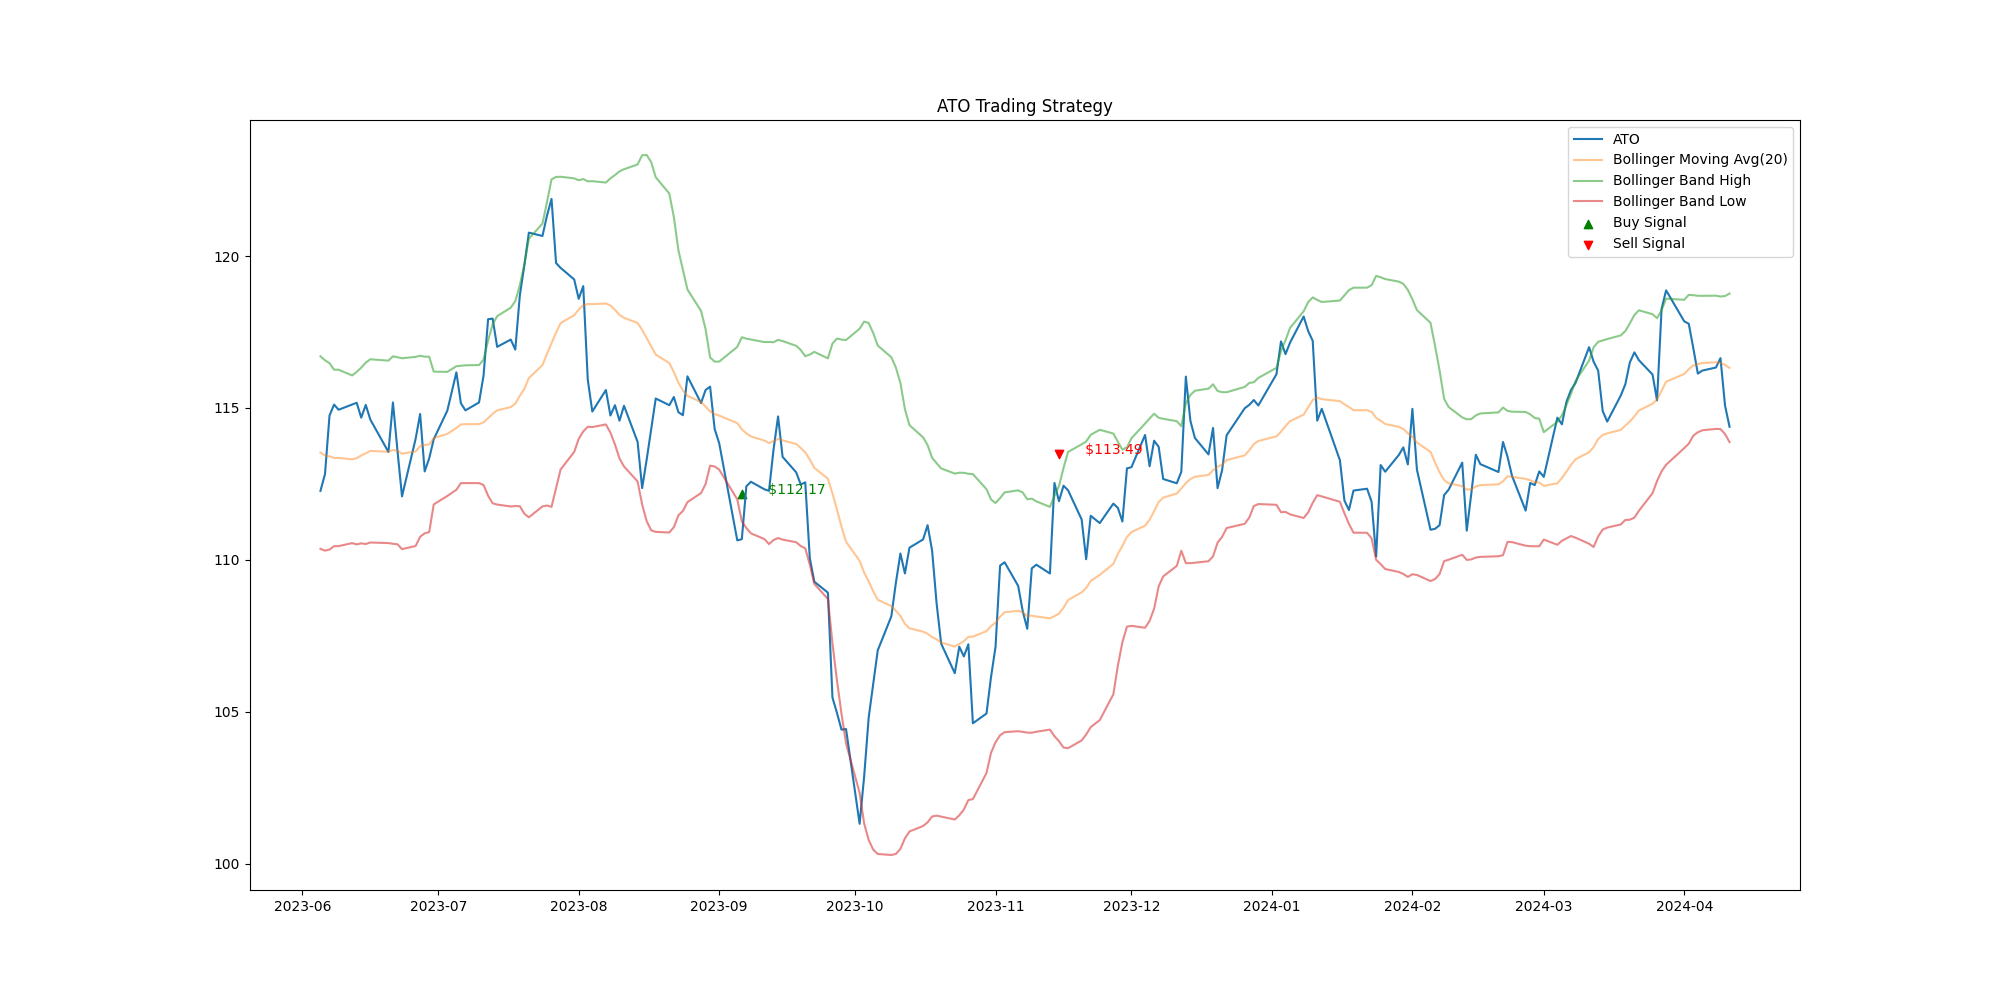 ATO Trading Strategy
ATO
Bollinger Moving Avg(20)
Bollinger Band High
Bollinger Band Low
Buy Signal
Sell Signal
120
115
110
105
100
$113.49
$112.17
2023-06 2023-07 2023-08 2023-09 2023-10 2023-11 2023-12 2024-01 2024-02 2024-03 2024-04